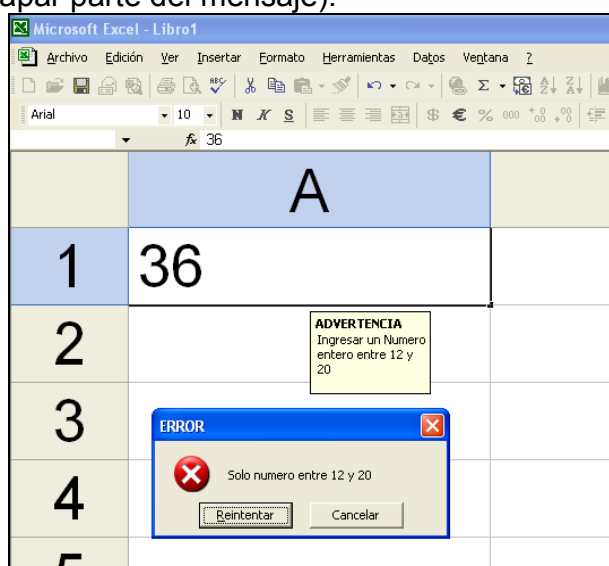 apar parte del mensaje).
Microsoft Excel - Libro1
Archivo Edición Ver Insertar Formato Herramientas Datos Ventana ?
Arial 10 N K S $ € % 000
fx 36
A
1 36
2
ADVERTENCIA
Ingresar un Numero
entero entre 12 y
20
3
ERROR
Solo numero entre 12 y 20
4
Reintentar Cancelar